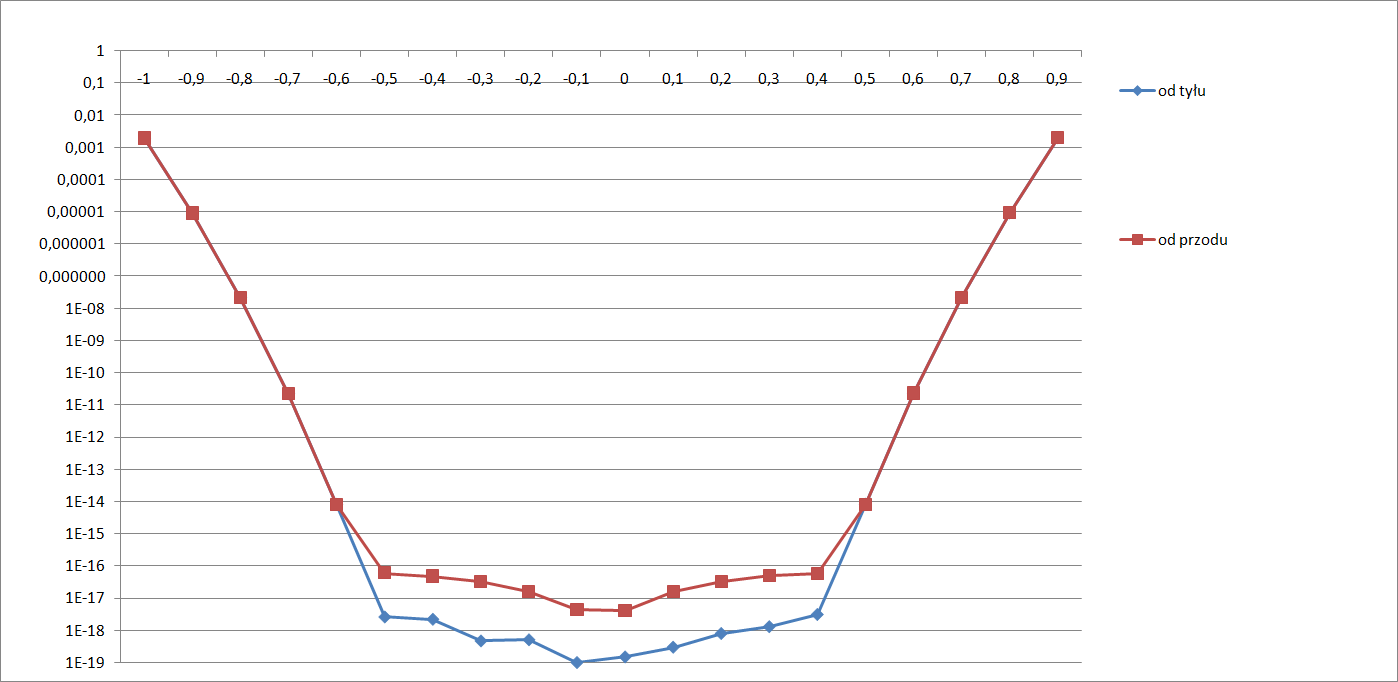 1
-1 -0,9 -0,8 -0,7 -0,6 -0,5 -0,4 -0,3 -0,2 -0,1 0 0,1 0,2 0,3 0,4 0,5 0,6 0,7 0,8 0,9
0,1
0,01
0,001
0,0001
0,00001
0,000001
0,000000
1E-08
1E-09
1E-10
1E-11
1E-12
1E-13
1E-14
1E-15
1E-16
1E-17
1E-18
1E-19
od tyłu
od przodu